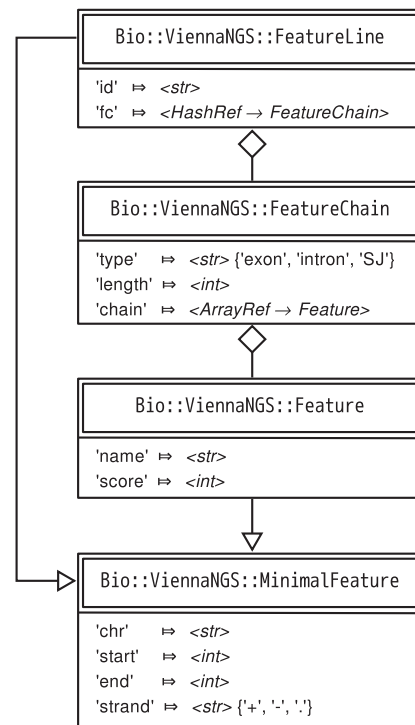 Bio::ViennaNGS::FeatureLine
'id' ⤇ <str>
'fc' ⤇ <HashRef → FeatureChain>
Bio::ViennaNGS::FeatureChain
'type' ⤇ <str> {'exon', 'intron', 'SJ'}
'length' ⤇ <int>
'chain' ⤇ <ArrayRef → Feature>
Bio::ViennaNGS::Feature
'name' ⤇ <str>
'score' ⤇ <int>
Bio::ViennaNGS::MinimalFeature
'chr' ⤇ <str>
'start' ⤇ <int>
'end' ⤇ <int>
'strand' ⤇ <str> {'+', '-', '.'}